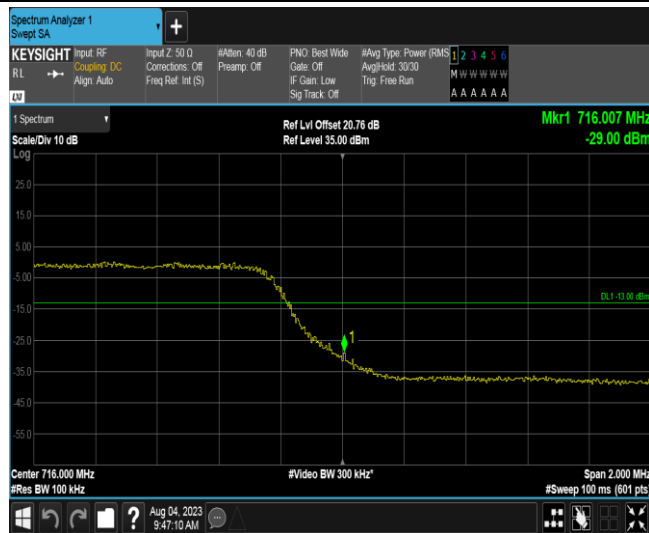 Spectrum Analyzer 1
Swept SA
KEYSIGHT
RL
LXI
Input: RF
Coupling: DC
Align: Auto
Input Z: 50 Ω
Corrections: Off
Freq Ref: Int (S)
#Atten: 40 dB
Preamp: Off
PNO: Best Wide
Gate: Off
IF Gain: Low
Sig Track: Off
#Avg Type: Power (RMS
Avg|Hold: 30/30
Trig: Free Run
1 2 3 4 5 6
M W W W W W
A A A A A A
1 Spectrum
Scale/Div 10 dB
Log
Ref Lvl Offset 20.76 dB
Ref Level 35.00 dBm
Mkr1 716.007 MHz
-29.00 dBm
25.0
15.0
5.00
-5.00
-15.0
-25.0
-35.0
-45.0
-55.0
DL1 -13.00 dBm
1
Center 716.000 MHz
#Res BW 100 kHz
#Video BW 300 kHz*
Span 2.000 MHz
#Sweep 100 ms (601 pts)
?
Aug 04, 2023
9:47:10 AM